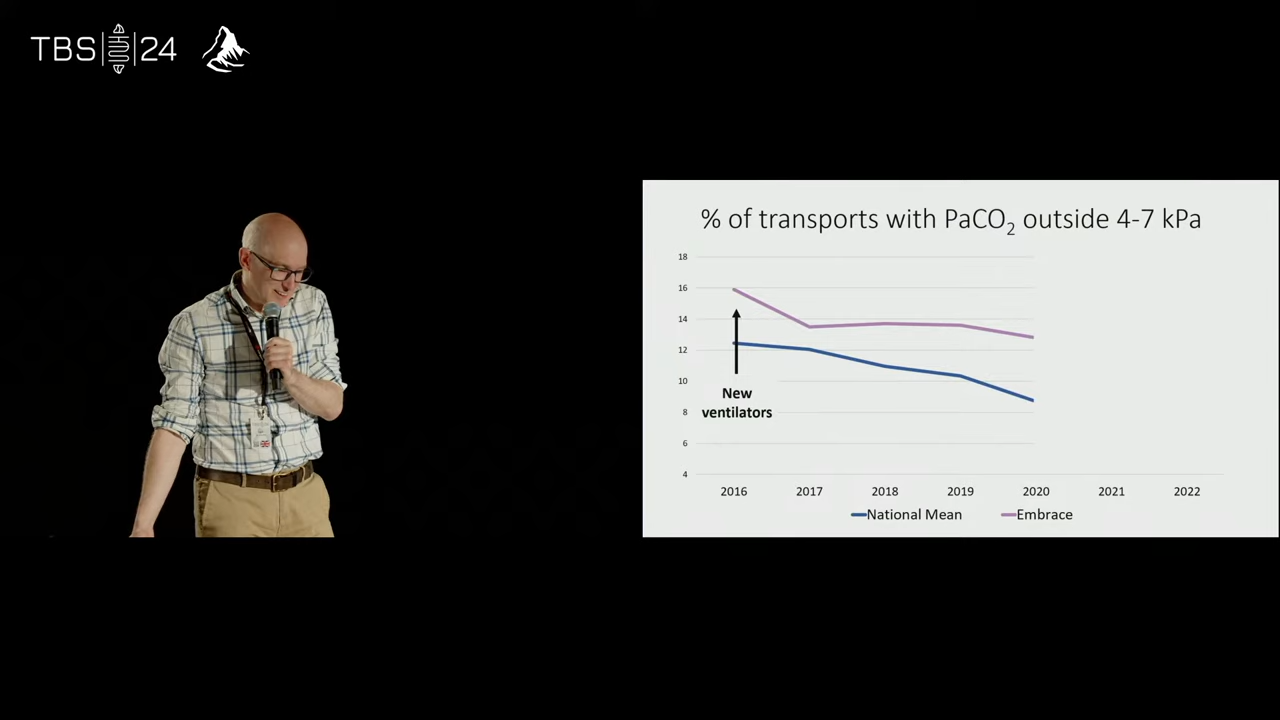 TBS 24
% of transports with PaCO2 outside 4-7 kPa
18
16
14
12
10
8
6
4
New
ventilators
2016 2017 2018 2019 2020 2021 2022
National Mean Embrace